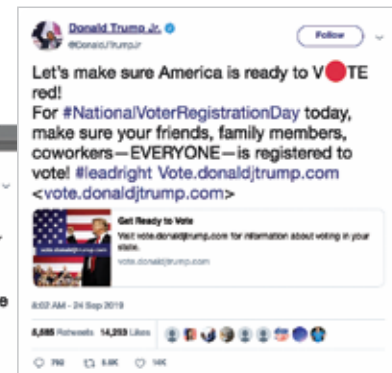 Donald Trump Jr.
@DonaldJTrumpJr
Follow
Let's make sure America is ready to V🔴TE
red!
For #NationalVoterRegistrationDay today,
make sure your friends, family members,
coworkers—EVERYONE—is registered to
vote! #leadright Vote.donaldjtrump.com
<vote.donaldjtrump.com>
Get Ready to Vote
Visit vote.donaldjtrump.com for information about voting in your
state.
vote.donaldjtrump.com
8:02 AM - 24 Sep 2019
Retweets Likes
14K